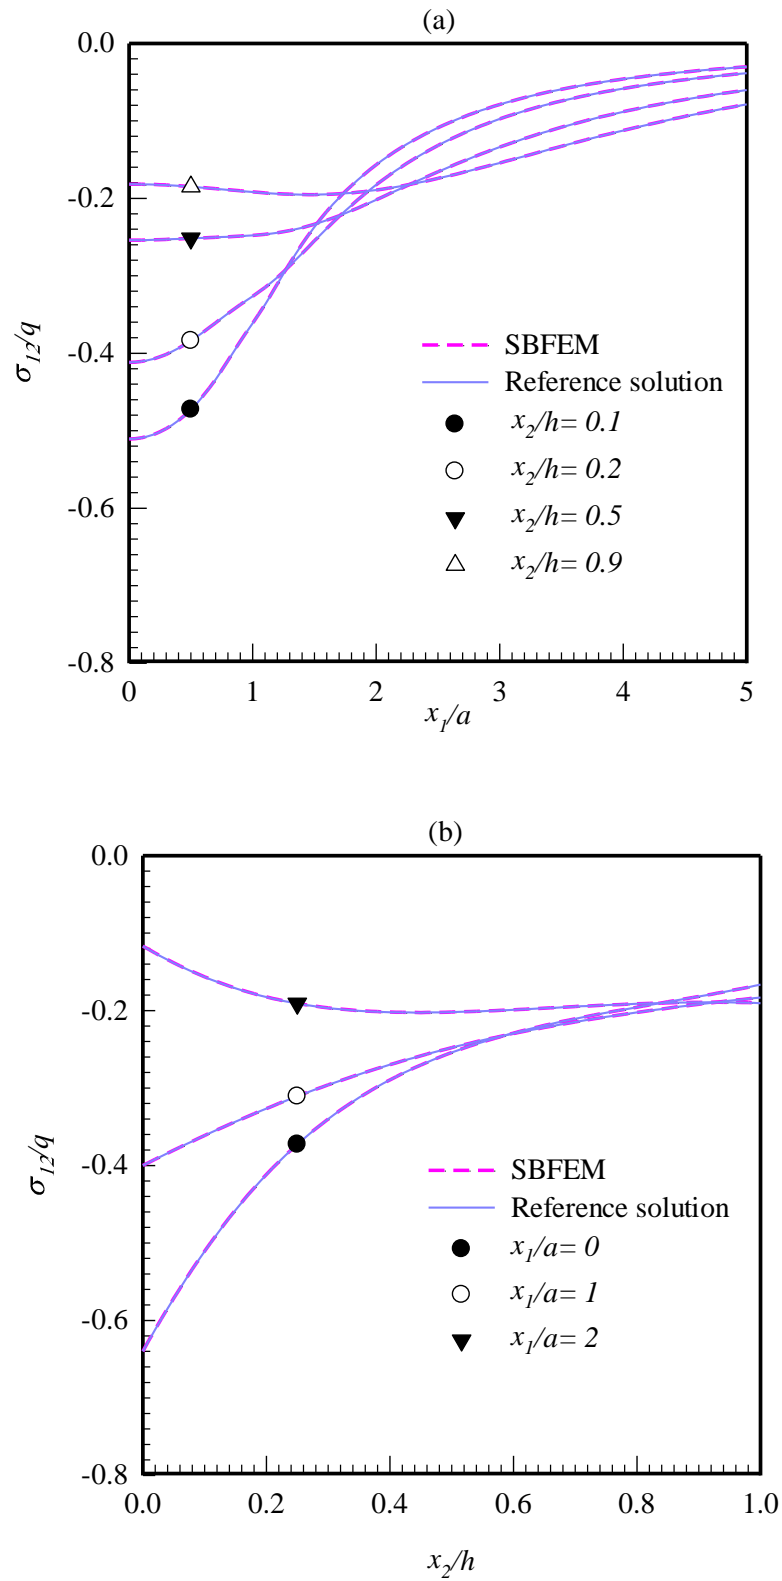 (a)
0.0
-0.2
-0.4
-0.6
-0.8
σ12/q
SBFEM
Reference solution
x2/h= 0.1
x2/h= 0.2
x2/h= 0.5
x2/h= 0.9
0 1 2 3 4 5
x1/a
(b)
0.0
-0.2
-0.4
-0.6
-0.8
σ12/q
SBFEM
Reference solution
x1/a= 0
x1/a= 1
x1/a= 2
0.0 0.2 0.4 0.6 0.8 1.0
x2/h